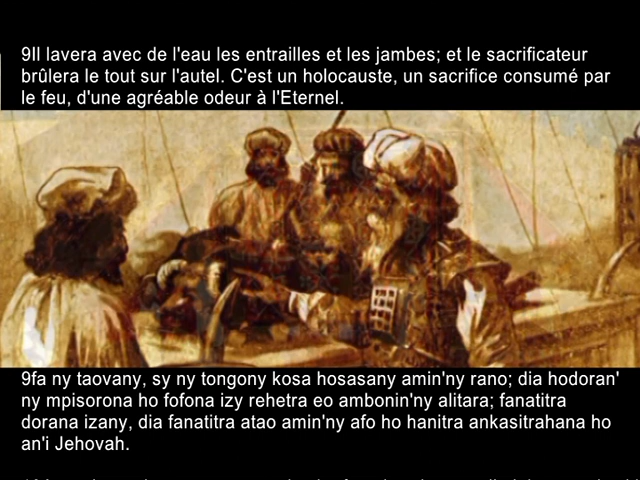 9Il lavera avec de l'eau les entrailles et les jambes; et le sacrificateur
brûlera le tout sur l'autel. C'est un holocauste, un sacrifice consumé par
le feu, d'une agréable odeur à l'Eternel.
9fa ny taovany, sy ny tongony kosa hosasany amin'ny rano; dia hodoran'
ny mpisorona ho fofona izy rehetra eo ambonin'ny alitara; fanatitra
dorana izany, dia fanatitra atao amin'ny afo ho hanitra ankasitrahana ho
an'i Jehovah.